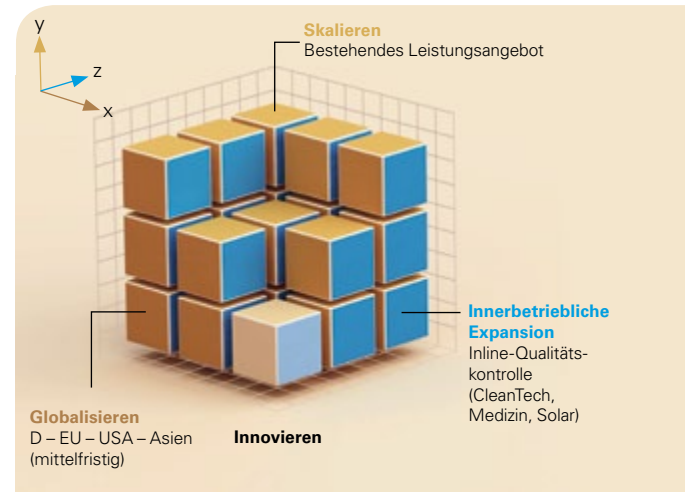 y
z
x
Skalieren
Bestehendes Leistungsangebot
Innerbetriebliche
Expansion
Inline-Qualitäts-
kontrolle
(CleanTech,
Medizin, Solar)
Globalisieren
D – EU – USA – Asien
(mittelfristig)
Innovieren